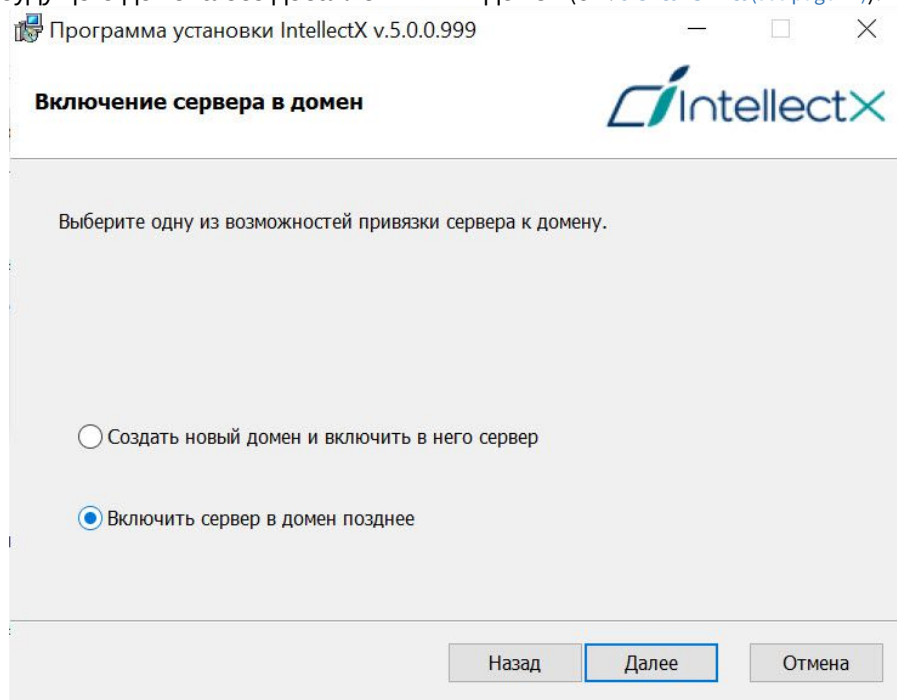 Программа установки IntellectX v.5.0.0.999
Включение сервера в домен
IntellectX
Выберите одну из возможностей привязки сервера к домену.
Создать новый домен и включить в него сервер
Включить сервер в домен позднее
Назад Далее Отмена